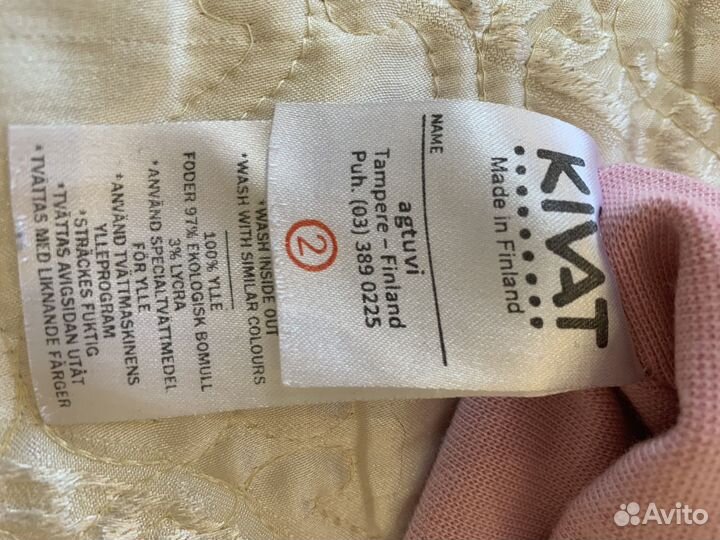 KIVAT
Made in Finland
NAME
agtuvi
Tampere – Finland
Puh. (03) 389 0225
2
*WASH INSIDE OUT
*WASH WITH SIMILAR COLOURS
100% YLLE
FODER 97% EKOLOGISK BOMULL
3% LYCRA
*ANVÄND SPECIALTVÄTTMEDEL
FÖR YLLE
*ANVÄND TVÄTTMASKINENS
YLLEPROGRAM
*STRÄCKES FUKTIG
*TVÄTTAS AVIGSIDAN UTÅT
*TVÄTTAS MED LIKNANDE FÄRGER
Avito